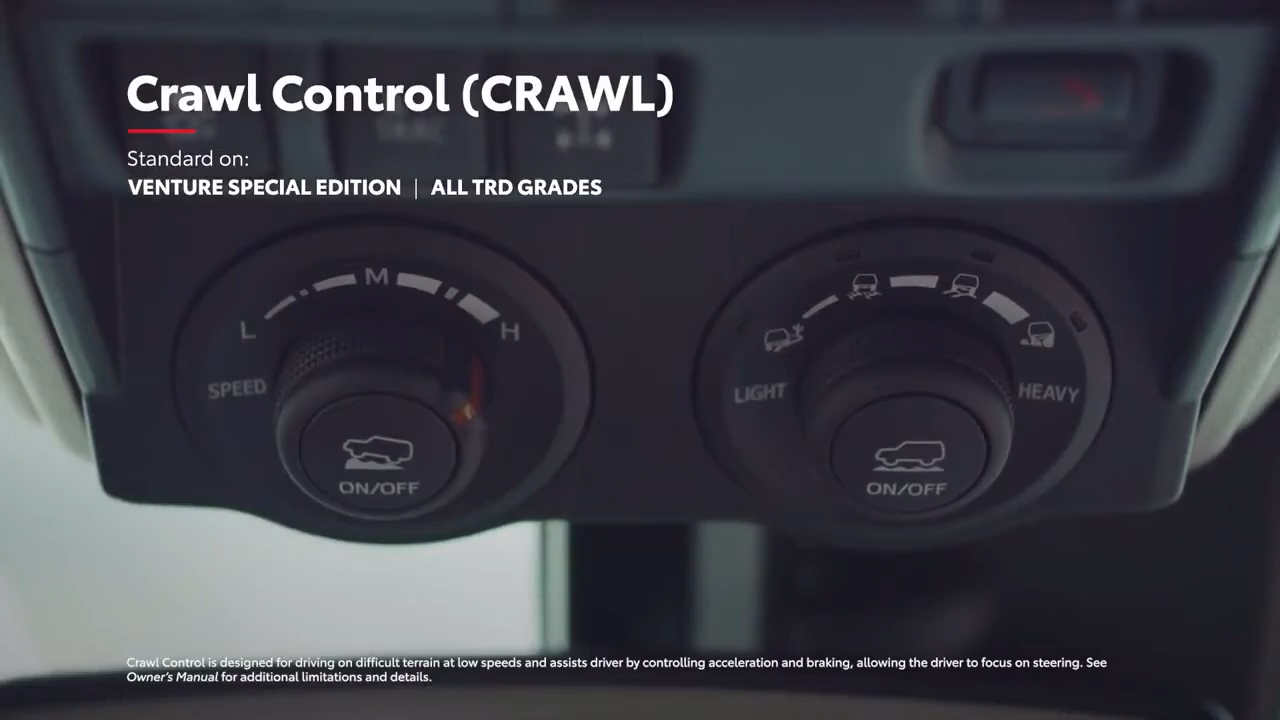 Crawl Control (CRAWL)
Standard on:
VENTURE SPECIAL EDITION | ALL TRD GRADES
M
L
H
SPEED
LIGHT
HEAVY
ON/OFF
ON/OFF
Crawl Control is designed for driving on difficult terrain at low speeds and assists driver by controlling acceleration and braking, allowing the driver to focus on steering. See
Owner's Manual for additional limitations and details.